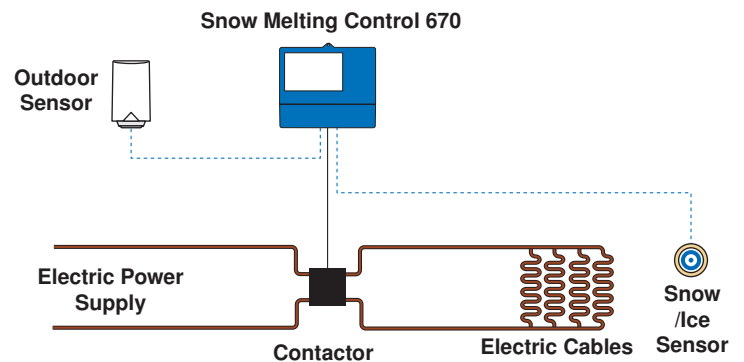 Snow Melting Control 670
Outdoor
Sensor
Electric Power
Supply
Contactor
Electric Cables
Snow
/Ice
Sensor